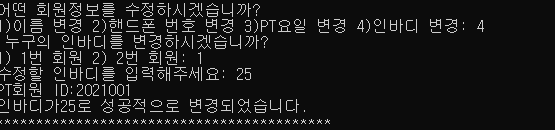 어떤 회원정보를 수정하시겠습니까?
1)이름 변경 2)핸드폰 번호 변경 3)PT요일 변경 4)인바디 변경: 4
누구의 인바디를 변경하시겠습니까?
1) 1번 회원 2) 2번 회원: 1
수정할 인바디를 입력해주세요: 25
PT회원 ID:2021001
인바디가25로 성공적으로 변경되었습니다.
****************************************